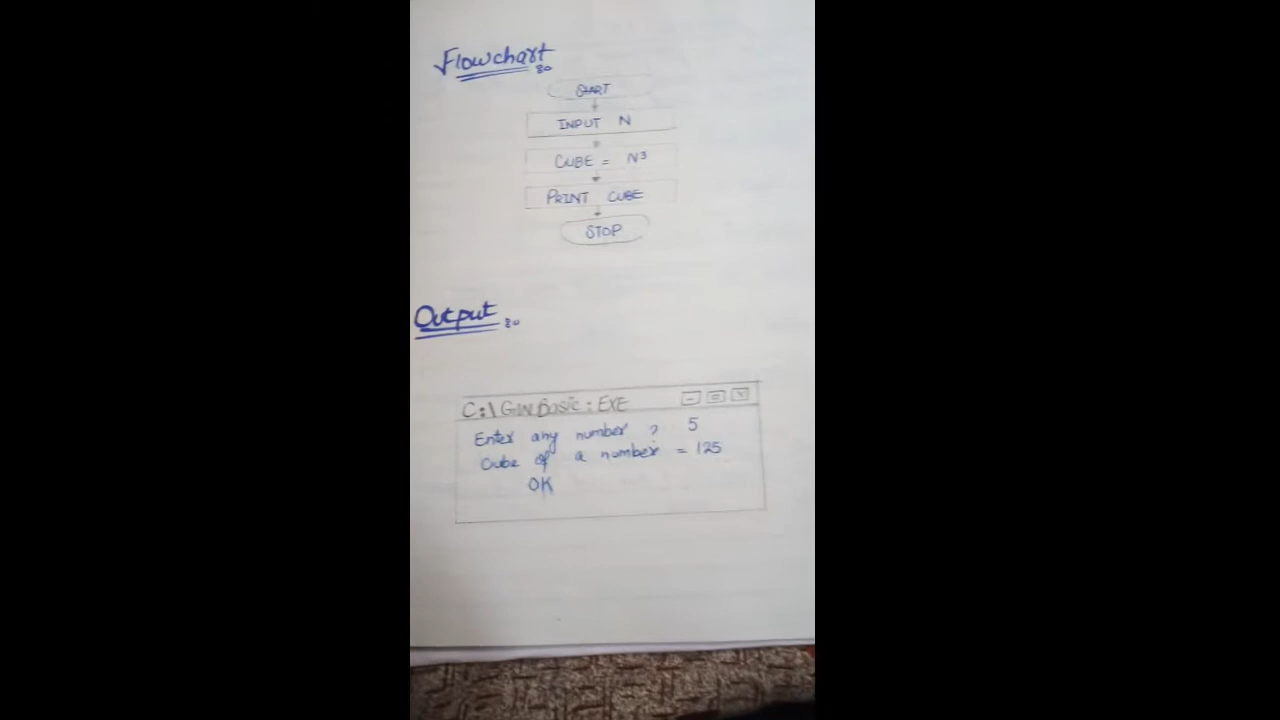 Flowchart :-
START
INPUT N
CUBE = N³
PRINT CUBE
STOP
Output :-
C:\GW Basic : EXE
Enter any number ? 5
Cube of a number = 125
OK